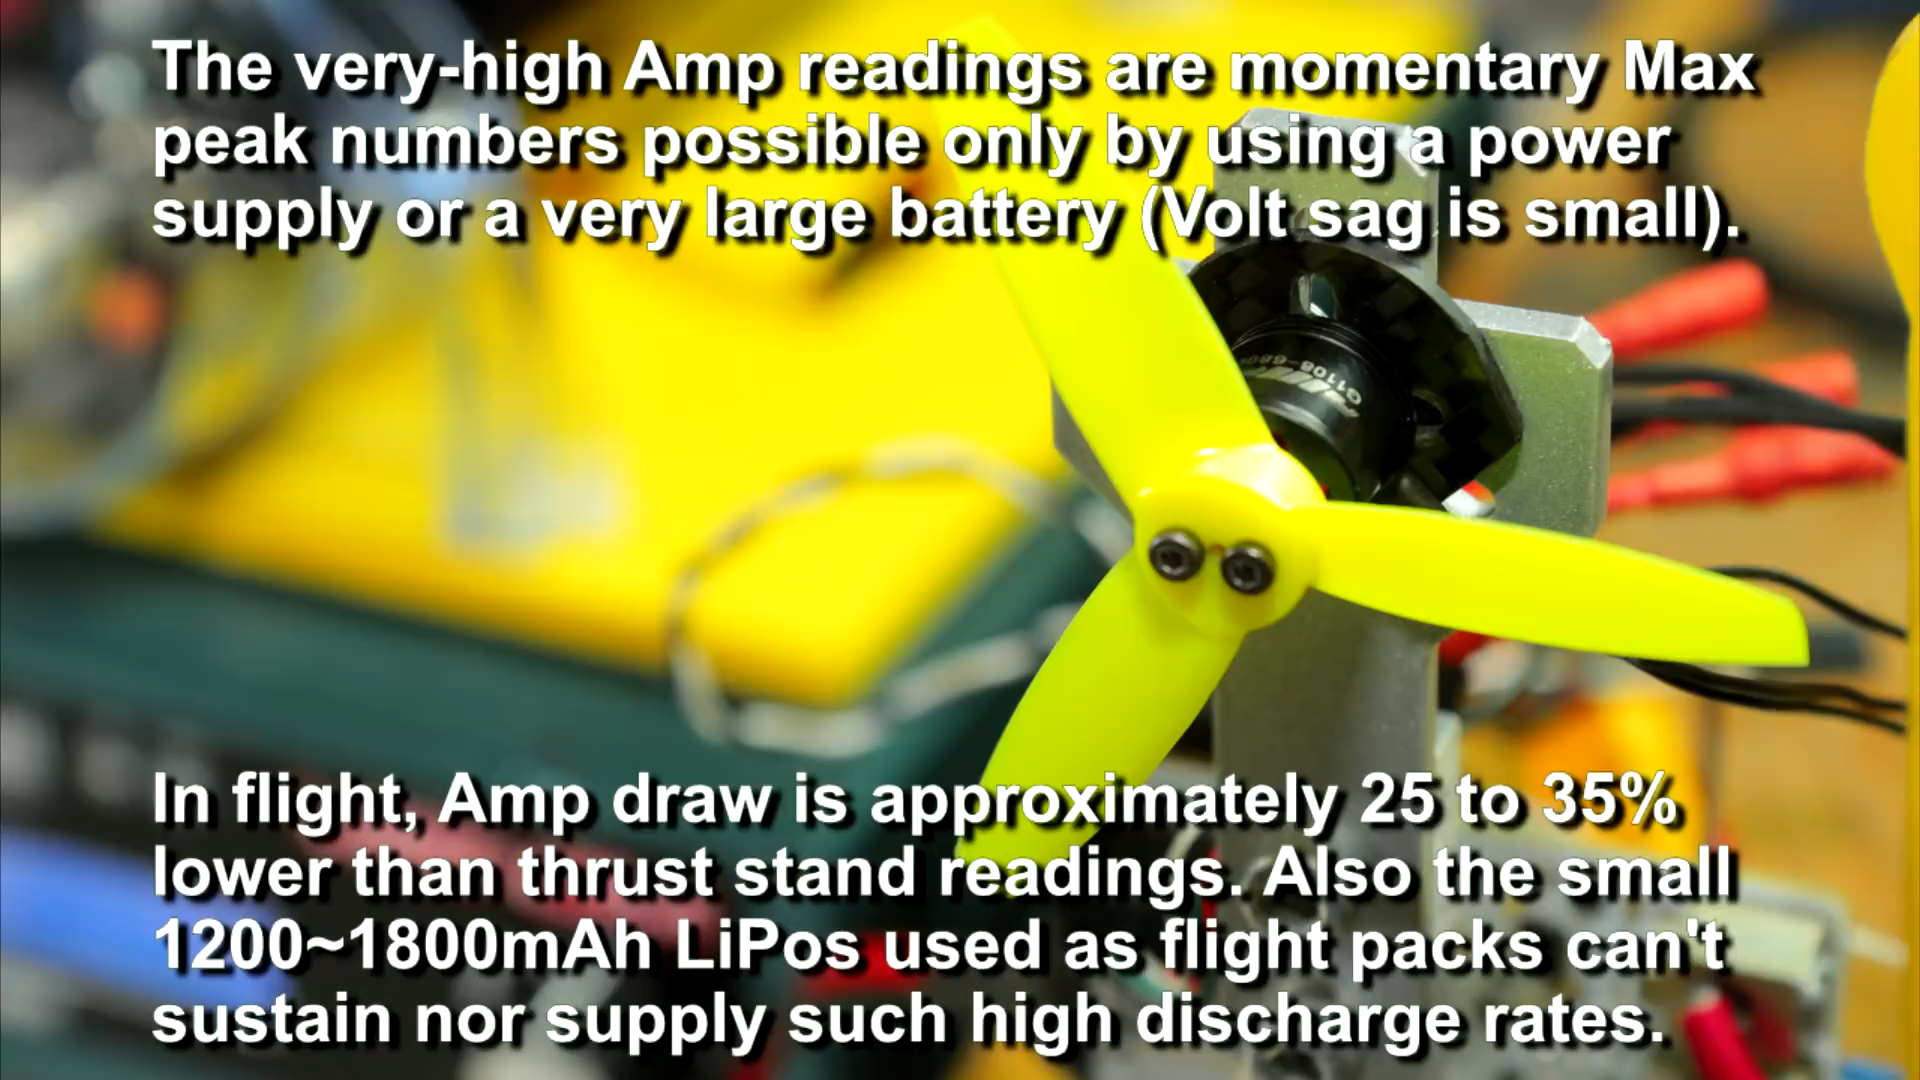 The very-high Amp readings are momentary Max
peak numbers possible only by using a power
supply or a very large battery (Volt sag is small).
In flight, Amp draw is approximately 25 to 35%
lower than thrust stand readings. Also the small
1200~1800mAh LiPos used as flight packs can't
sustain nor supply such high discharge rates.